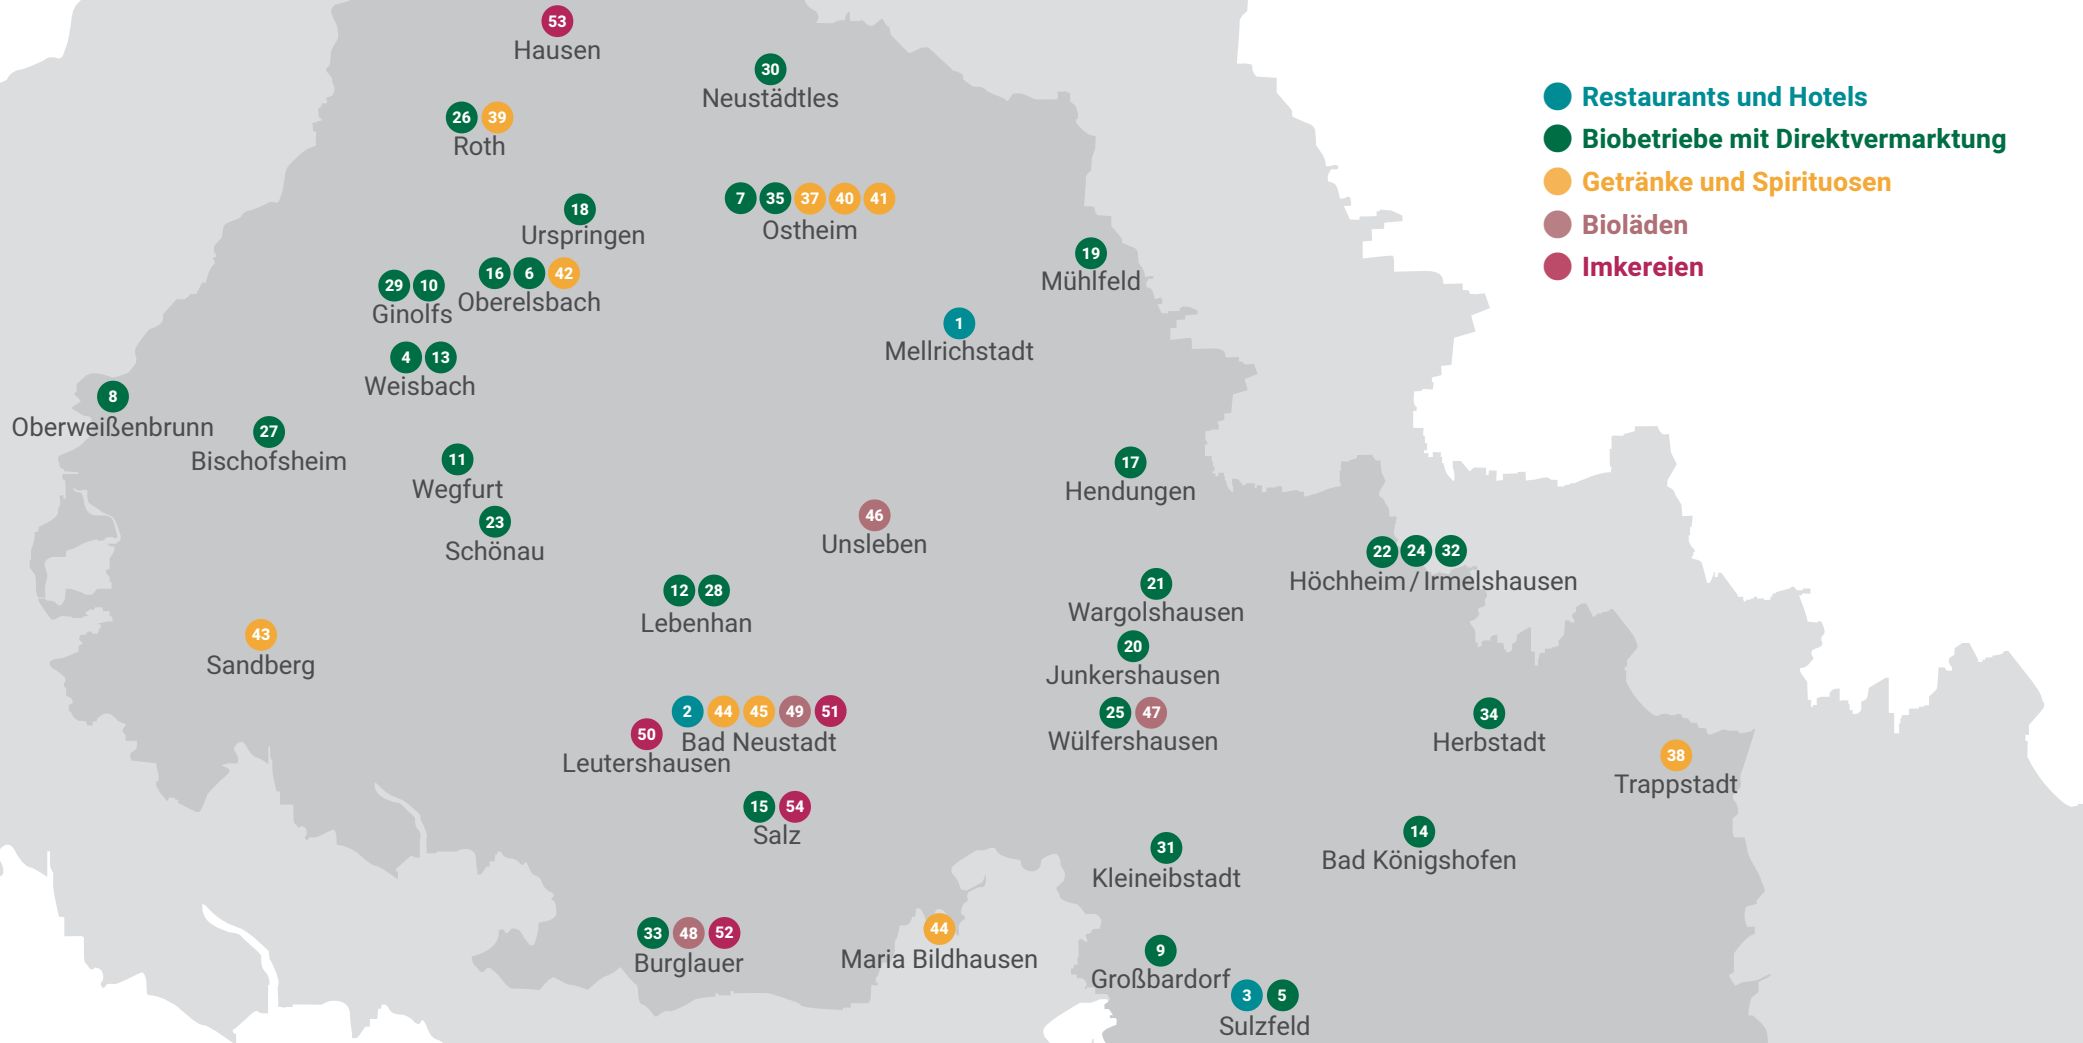 53
Hausen
30
Neustädtles
26 39
Roth
7 35 37 40 41
Ostheim
18
Urspringen
16 6 42
Oberelsbach
29 10
Ginolfs
19
Mühlfeld
1
Mellrichstadt
4 13
Weisbach
8
Oberweißenbrunn
27
Bischofsheim
11
Wegfurt
17
Hendungen
23
Schönau
46
Unsleben
22 24 32
Höchheim / Irmelshausen
12 28
Lebenhan
21
Wargolshausen
43
Sandberg
20
Junkershausen
2 44 45 49 51
Bad Neustadt
50
Leutershausen
25 47
Wülfershausen
34
Herbstadt
38
Trappstadt
15 54
Salz
31
Kleineibstadt
14
Bad Königshofen
33 48 52
Burglauer
44
Maria Bildhausen
9
Großbardorf
3 5
Sulzfeld
Restaurants und Hotels
Biobetriebe mit Direktvermarktung
Getränke und Spirituosen
Bioläden
Imkereien